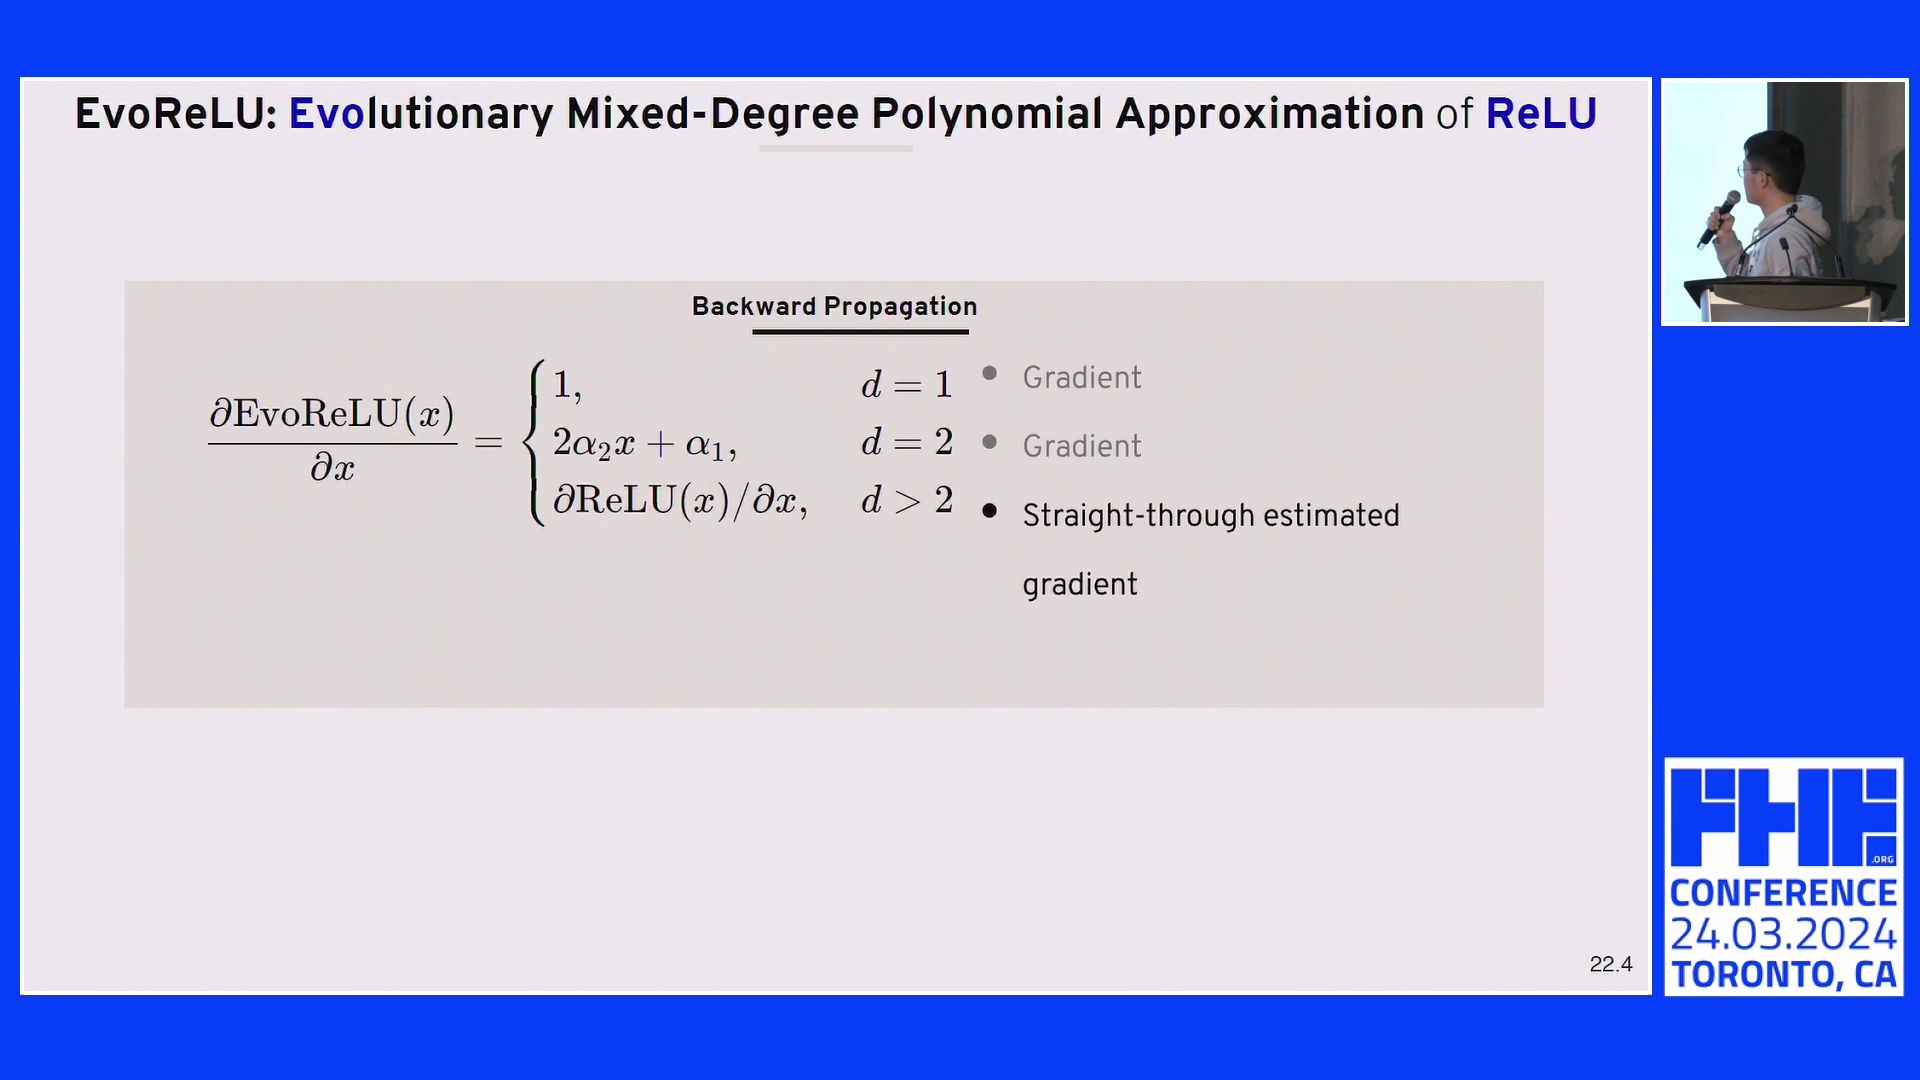 EvoReLU: Evolutionary Mixed-Degree Polynomial Approximation of ReLU
Backward Propagation
∂EvoReLU(x)/∂x = { 1, d = 1
2α₂x + α₁, d = 2
∂ReLU(x)/∂x, d > 2
• Gradient
• Gradient
• Straight-through estimated
gradient
22.4
FHE
.ORG
CONFERENCE
24.03.2024
TORONTO, CA